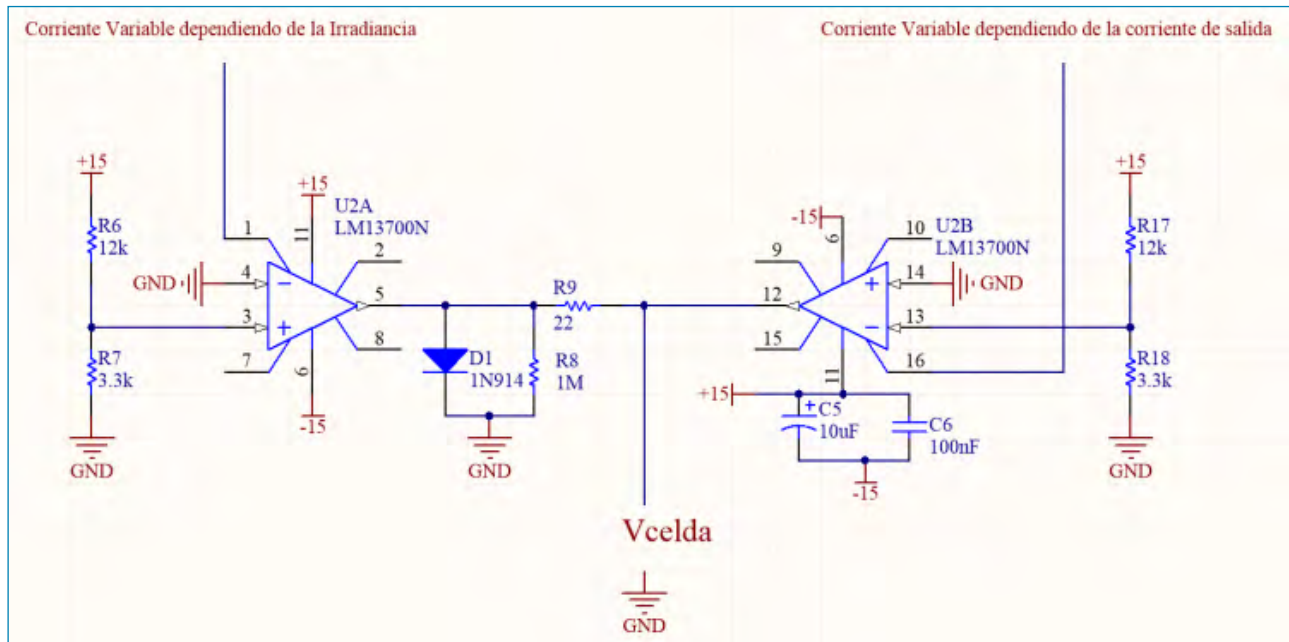 Corriente Variable dependiendo de la Irradiancia
Corriente Variable dependiendo de la corriente de salida
+15
R6
12k
R7
3.3k
GND
GND
1
4
3
7
+15
11
U2A
LM13700N
2
5
8
6
-15
−
+
D1
1N914
R8
1M
GND
R9
22
Vcelda
GND
-15
6
U2B
LM13700N
9
12
15
10
14
13
16
+
−
GND
11
+15
+
C5
10uF
C6
100nF
-15
+15
R17
12k
R18
3.3k
GND